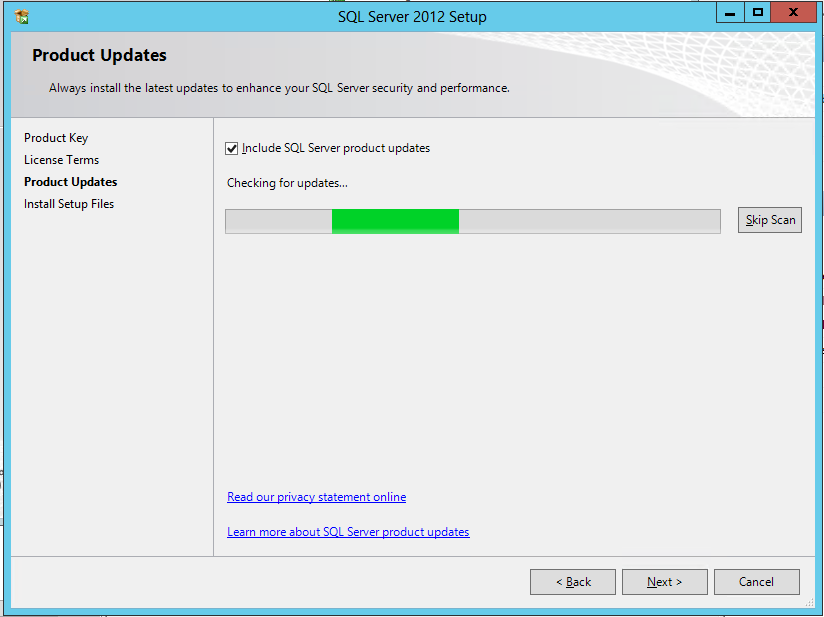 SQL Server 2012 Setup
Product Updates
Always install the latest updates to enhance your SQL Server security and performance.
Product Key
License Terms
Product Updates
Install Setup Files
Include SQL Server product updates
Checking for updates...
Skip Scan
Read our privacy statement online
Learn more about SQL Server product updates
< Back
Next >
Cancel